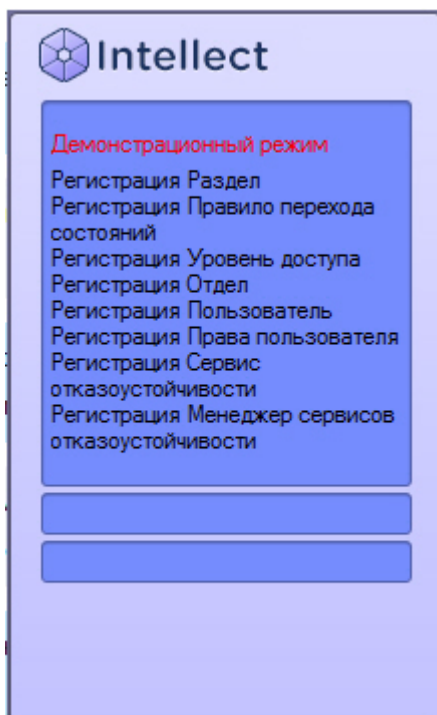 Intellect
Демонстрационный режим
Регистрация Раздел
Регистрация Правило перехода
состояний
Регистрация Уровень доступа
Регистрация Отдел
Регистрация Пользователь
Регистрация Права пользователя
Регистрация Сервис
отказоустойчивости
Регистрация Менеджер сервисов
отказоустойчивости